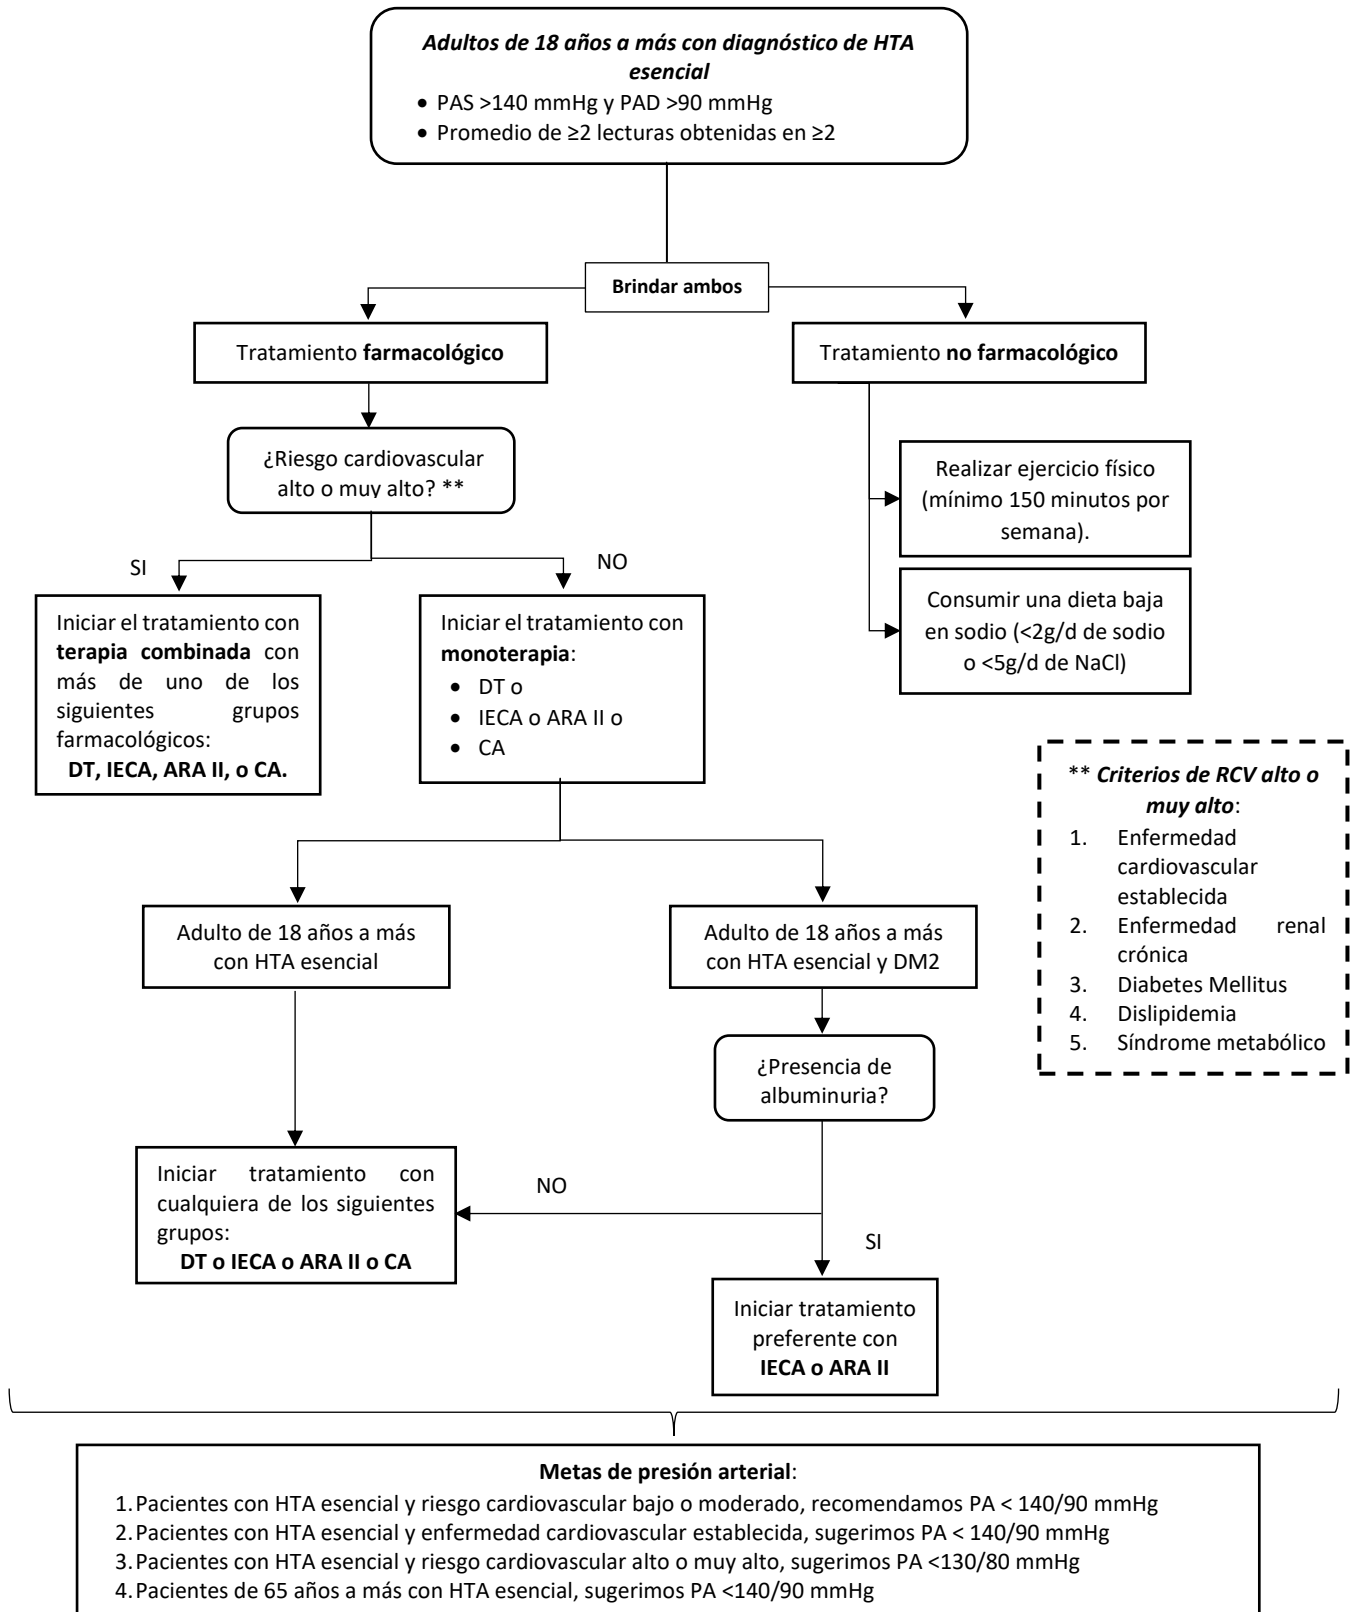 Adultos de 18 años a más con diagnóstico de HTA
esencial
• PAS >140 mmHg y PAD >90 mmHg
• Promedio de ≥2 lecturas obtenidas en ≥2
Brindar ambos
Tratamiento farmacológico
Tratamiento no farmacológico
¿Riesgo cardiovascular
alto o muy alto? **
Realizar ejercicio físico
(mínimo 150 minutos por
semana).
Consumir una dieta baja
en sodio (<2g/d de sodio
o <5g/d de NaCl)
SI
NO
Iniciar el tratamiento con
terapia combinada con
más de uno de los
siguientes grupos
farmacológicos:
DT, IECA, ARA II, o CA.
Iniciar el tratamiento con
monoterapia:
• DT o
• IECA o ARA II o
• CA
** Criterios de RCV alto o
muy alto:
1. Enfermedad
cardiovascular
establecida
2. Enfermedad renal
crónica
3. Diabetes Mellitus
4. Dislipidemia
5. Síndrome metabólico
Adulto de 18 años a más
con HTA esencial
Adulto de 18 años a más
con HTA esencial y DM2
¿Presencia de
albuminuria?
Iniciar tratamiento con
cualquiera de los siguientes
grupos:
DT o IECA o ARA II o CA
NO
SI
Iniciar tratamiento
preferente con
IECA o ARA II
Metas de presión arterial:
1. Pacientes con HTA esencial y riesgo cardiovascular bajo o moderado, recomendamos PA < 140/90 mmHg
2. Pacientes con HTA esencial y enfermedad cardiovascular establecida, sugerimos PA < 140/90 mmHg
3. Pacientes con HTA esencial y riesgo cardiovascular alto o muy alto, sugerimos PA <130/80 mmHg
4. Pacientes de 65 años a más con HTA esencial, sugerimos PA <140/90 mmHg